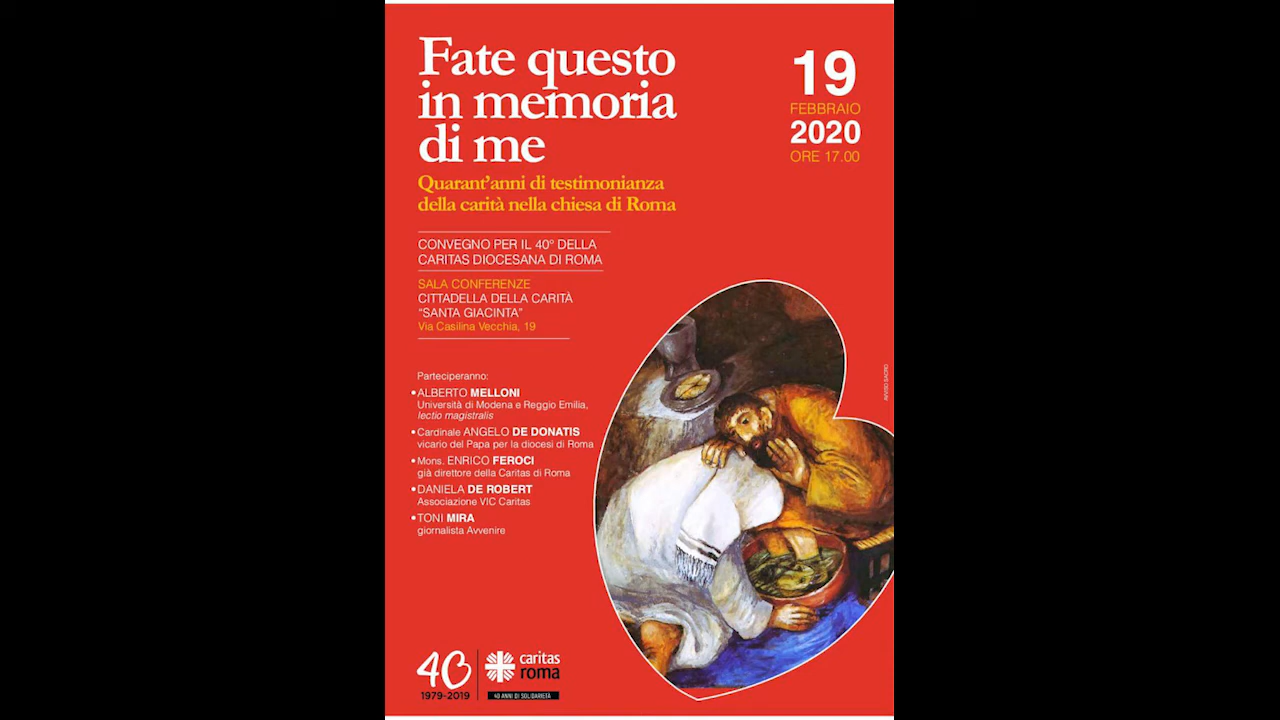 Fate questo
in memoria
di me
Quarant'anni di testimonianza
della carità nella chiesa di Roma
19
FEBBRAIO
2020
ORE 17.00
CONVEGNO PER IL 40º DELLA
CARITAS DIOCESANA DI ROMA
SALA CONFERENZE
CITTADELLA DELLA CARITÀ
“SANTA GIACINTA”
Via Casilina Vecchia, 19
Parteciperanno:
•ALBERTO MELLONI
Università di Modena e Reggio Emilia,
lectio magistralis
•Cardinale ANGELO DE DONATIS
vicario del Papa per la diocesi di Roma
•Mons. ENRICO FEROCI
già direttore della Caritas di Roma
•DANIELA DE ROBERT
Associazione VIC Caritas
•TONI MIRA
giornalista Avvenire
AVVISO SACRO
40
1979-2019
caritas
roma
40 ANNI DI SOLIDARIETÀ